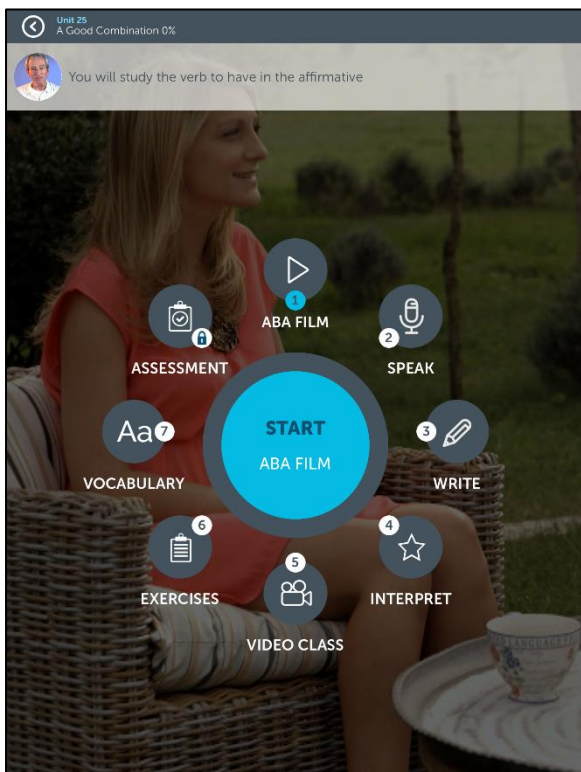 Unit 25
A Good Combination 0%
You will study the verb to have in the affirmative
1
ABA FILM
2
SPEAK
ASSESSMENT
START
ABA FILM
3
WRITE
Aa
7
VOCABULARY
4
INTERPRET
6
EXERCISES
5
VIDEO CLASS